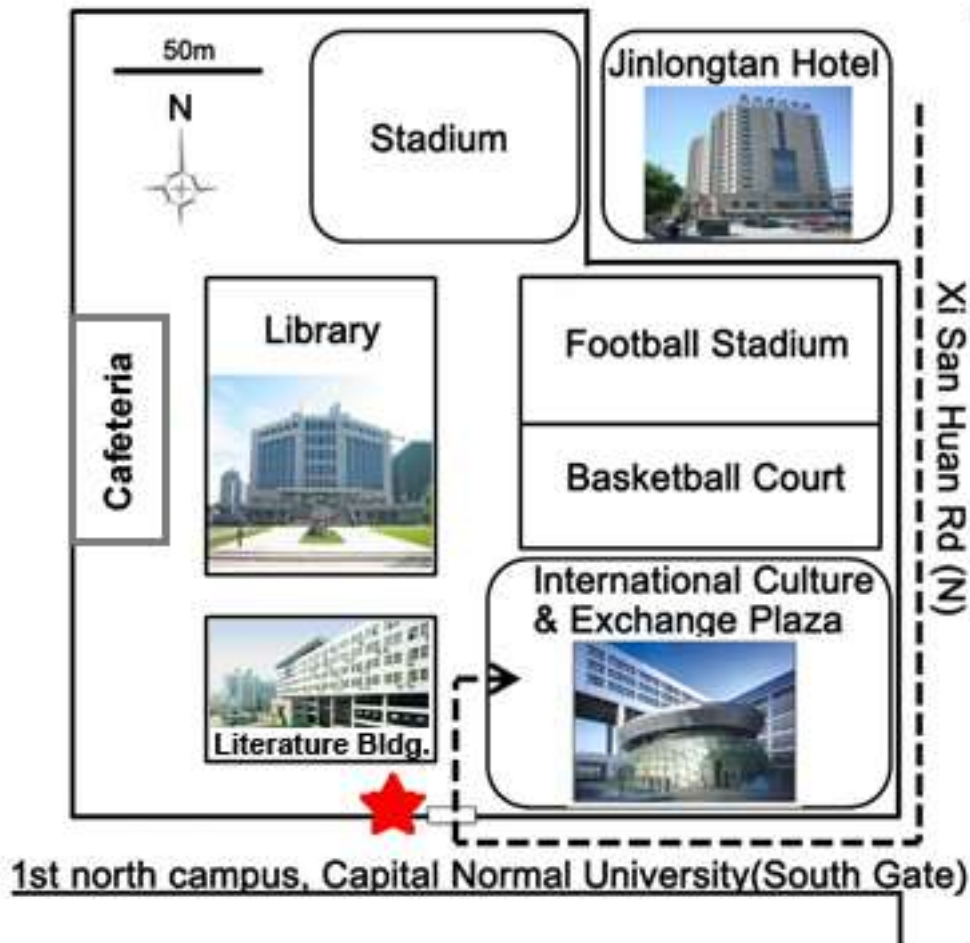 50m
N
Stadium
Jinlongtan Hotel
Library
Football Stadium
Cafeteria
Basketball Court
Xi San Huan Rd (N)
International Culture
& Exchange Plaza
Literature Bldg.
1st north campus, Capital Normal University(South Gate)